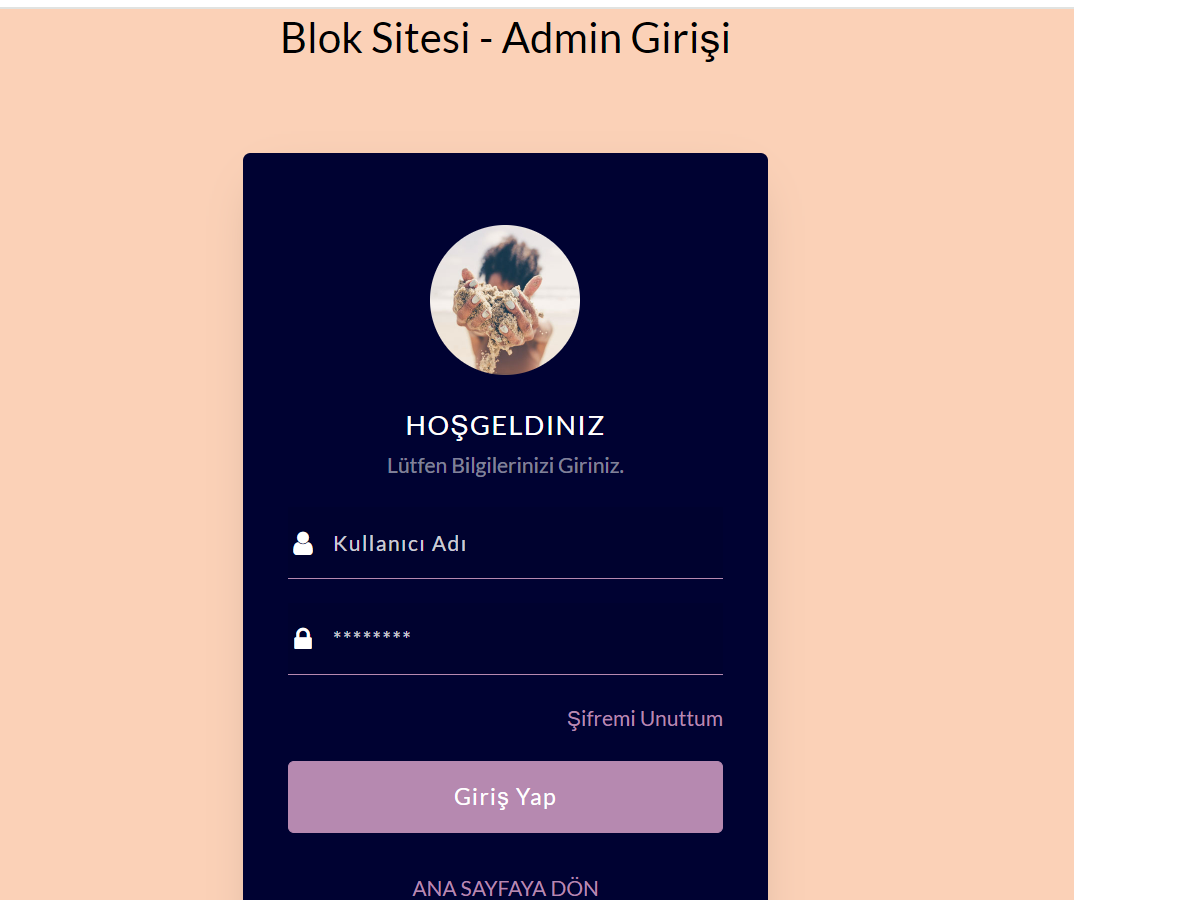 Blok Sitesi - Admin Girişi
HOŞGELDINIZ
Lütfen Bilgilerinizi Giriniz.
Kullanıcı Adı
********
Şifremi Unuttum
Giriş Yap
ANA SAYFAYA DÖN